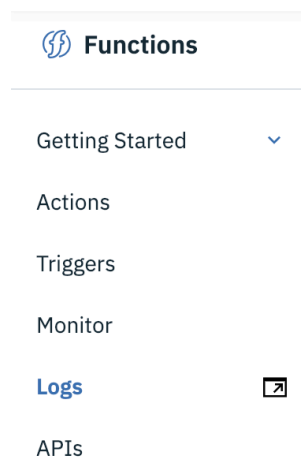 Functions
Getting Started
Actions
Triggers
Monitor
Logs
APIs